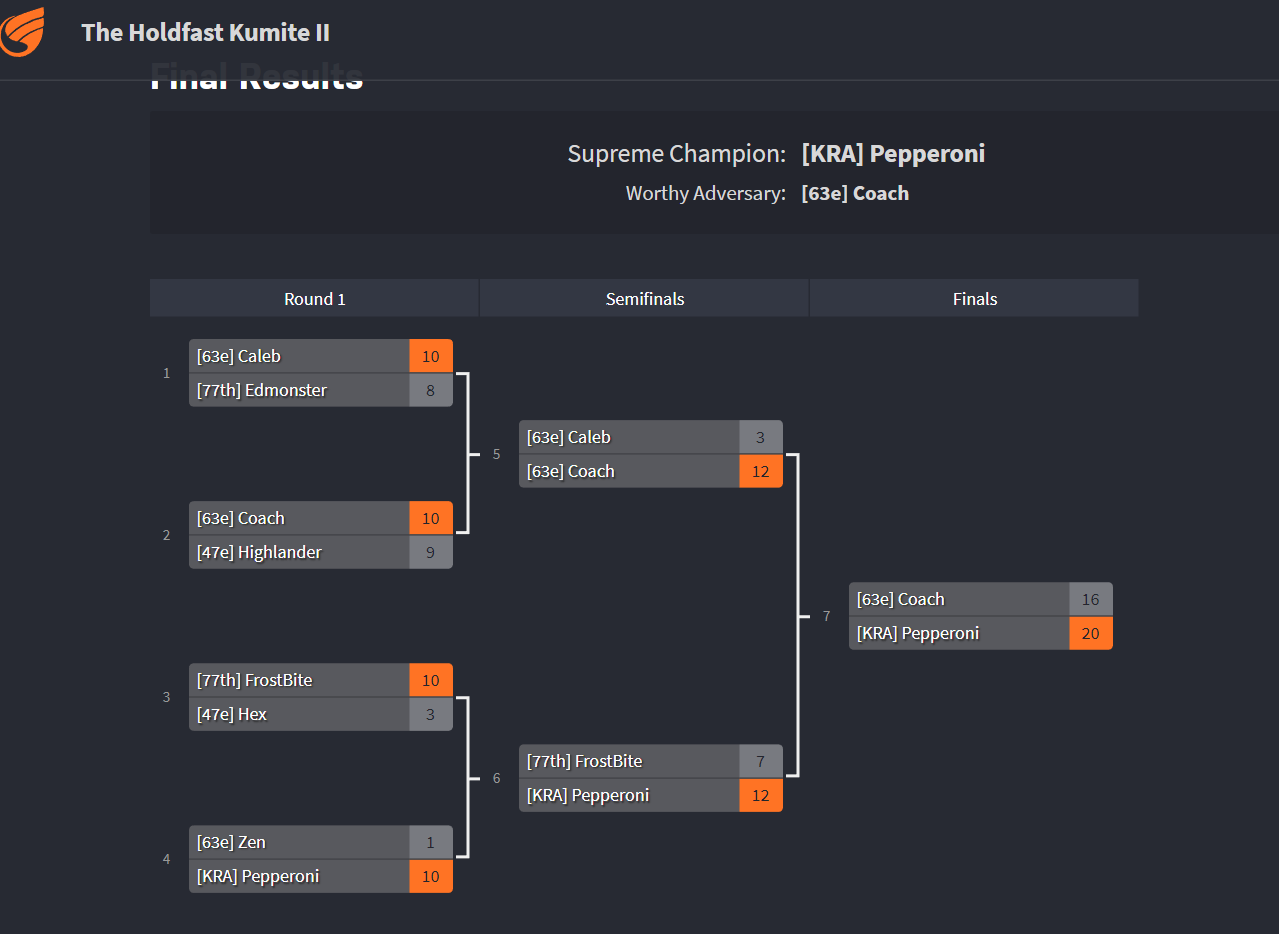 The Holdfast Kumite II
Final Results
Supreme Champion: [KRA] Pepperoni
Worthy Adversary: [63e] Coach
Round 1 Semifinals Finals
1
[63e] Caleb 10
[77th] Edmonster 8
2
[63e] Coach 10
[47e] Highlander 9
3
[77th] FrostBite 10
[47e] Hex 3
4
[63e] Zen 1
[KRA] Pepperoni 10
5
[63e] Caleb 3
[63e] Coach 12
6
[77th] FrostBite 7
[KRA] Pepperoni 12
7
[63e] Coach 16
[KRA] Pepperoni 20